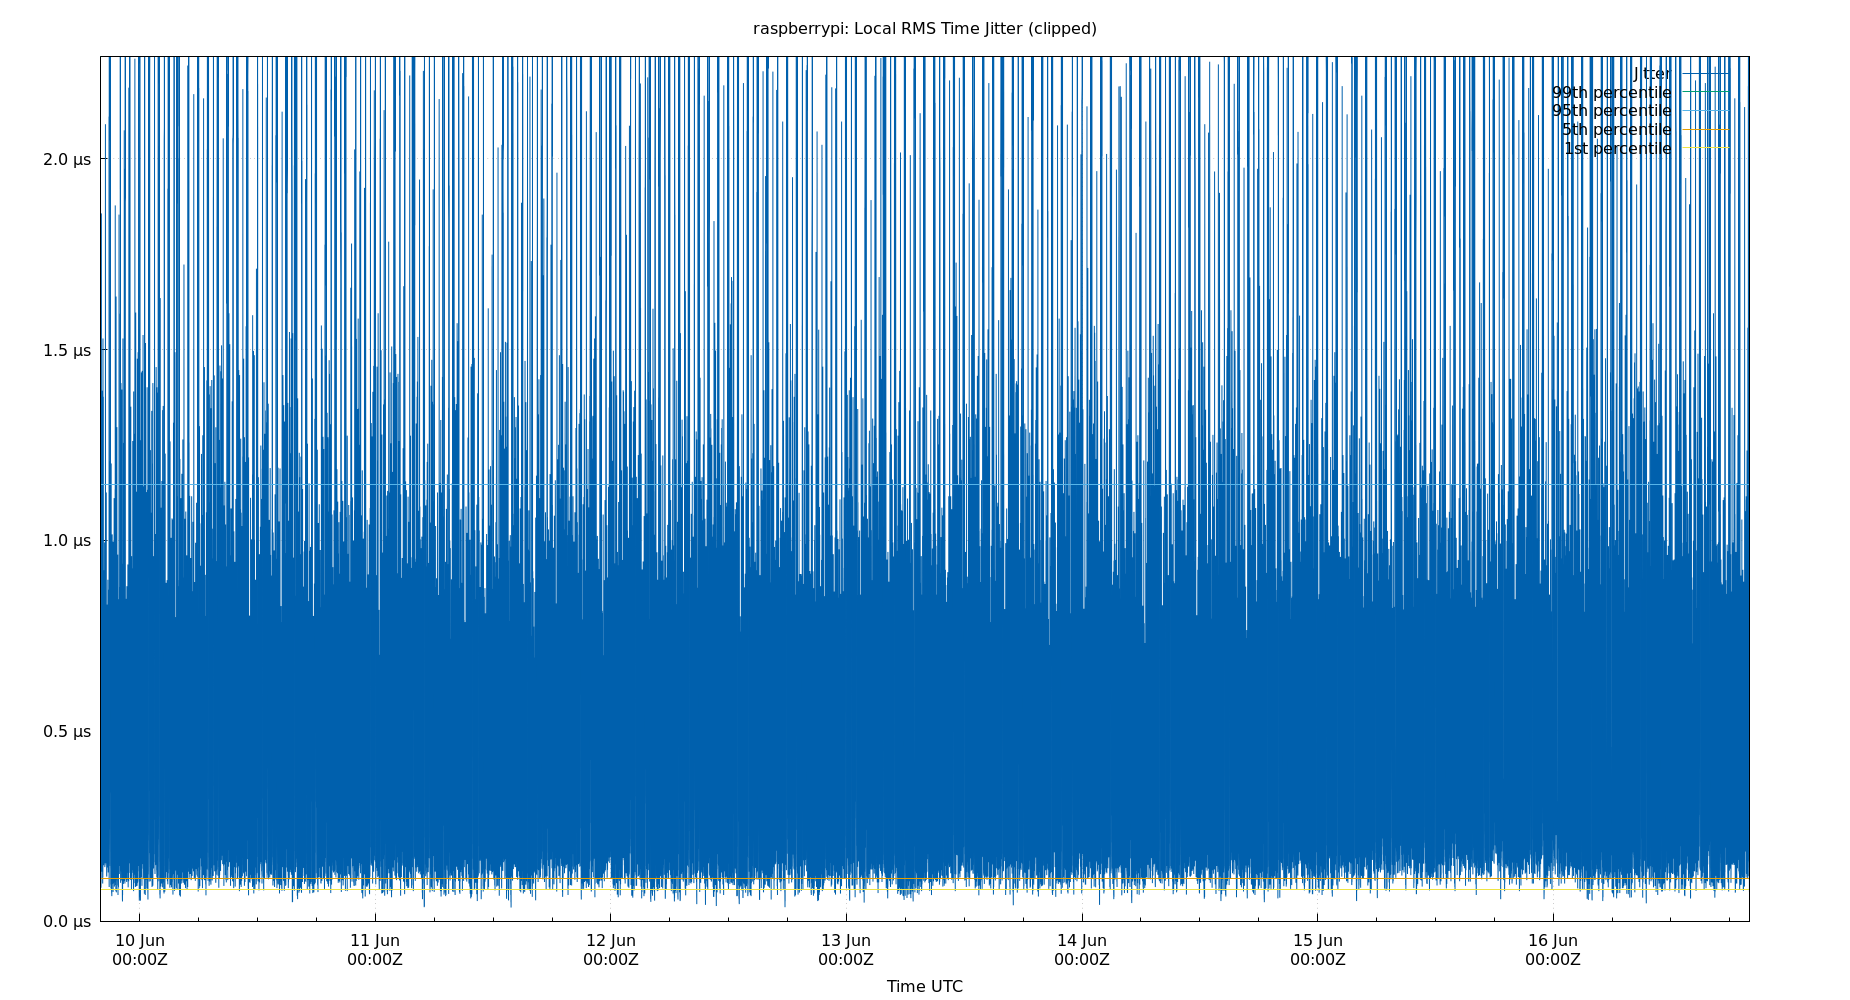 raspberrypi: Local RMS Time Jitter (clipped)
Jitter
99th percentile
95th percentile
5th percentile
1st percentile
2.0 µs
1.5 µs
1.0 µs
0.5 µs
0.0 µs
10 Jun 11 Jun 12 Jun 13 Jun 14 Jun 15 Jun 16 Jun
00:00Z 00:00Z 00:00Z 00:00Z 00:00Z 00:00Z 00:00Z
Time UTC